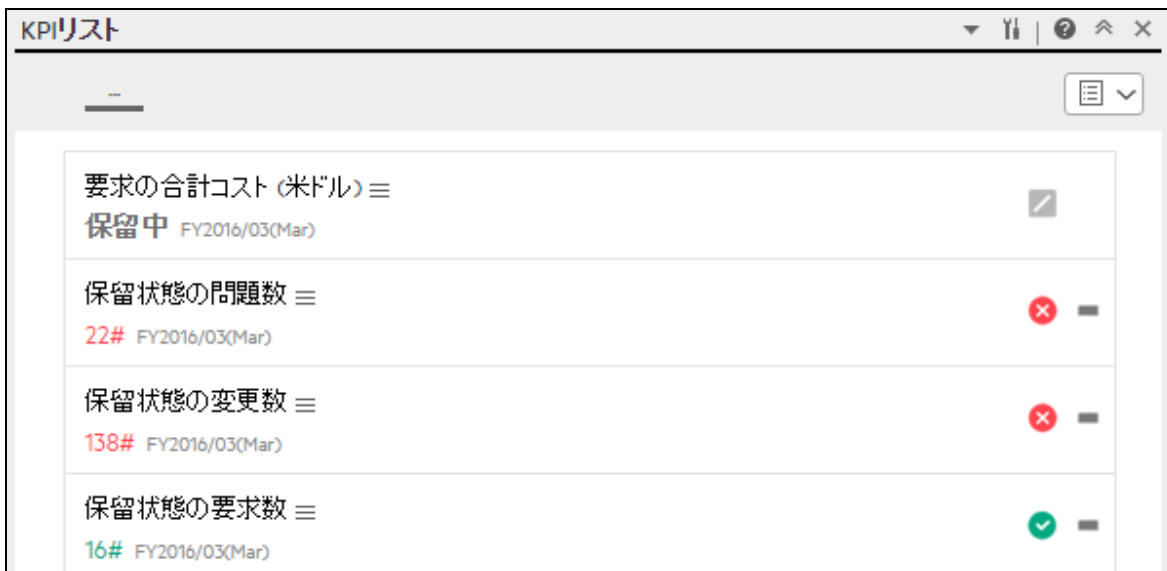 KPIリスト
...
要求の合計コスト (米ドル)
保留中 FY2016/03(Mar)
保留状態の問題数
22# FY2016/03(Mar)
保留状態の変更数
138# FY2016/03(Mar)
保留状態の要求数
16# FY2016/03(Mar)